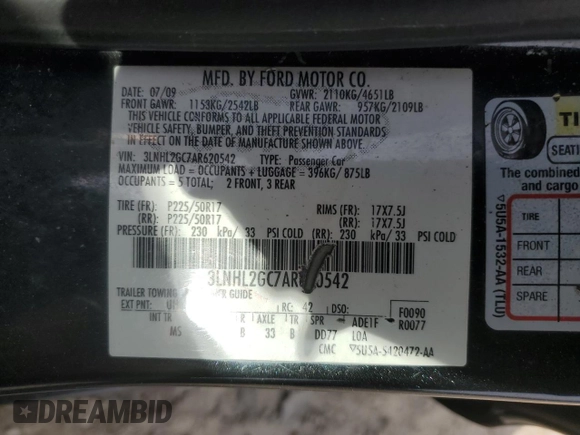 MFD. BY FORD MOTOR CO.
DATE: 07/09 GVWR: 2110KG/4651LB
FRONT GAWR: 1153KG/2542LB REAR GAWR: 957KG/2109LB
THIS VEHICLE CONFORMS TO ALL APPLICABLE FEDERAL MOTOR
VEHICLE SAFETY, BUMPER, AND THEFT PREVENTION STANDARDS
IN EFFECT ON THE DATE OF MANUFACTURE SHOWN ABOVE.
VIN: 3LNHL2GC7AR620542 TYPE: Passenger Car
MAXIMUM LOAD = OCCUPANTS + LUGGAGE = 396KG/875LB
OCCUPANTS = 5 TOTAL; 2 FRONT, 3 REAR
TIRE (FR): P225/50R17 RIMS (FR): 17X7.5J
(RR): P225/50R17 (RR): 17X7.5J
PRESSURE (FR): 230 kPa/ 33 PSI COLD (RR): 230 kPa/ 33 PSI COLD
3LNHL2GC7AR 20542
TRAILER TOWING GUIDE
EXT PNT: RC: 42 DSO: F0090
INT TR R AXLE TR SPR ADETF R0077
MS B 33 B DD77 LOA
CMC ▽5U5A-S420472-AA
TI
SEATI
The combined
and cargo
TIRE
FRONT
REAR
SPARE
▽5U5A-1532-AA (TLU)
DREAMBID